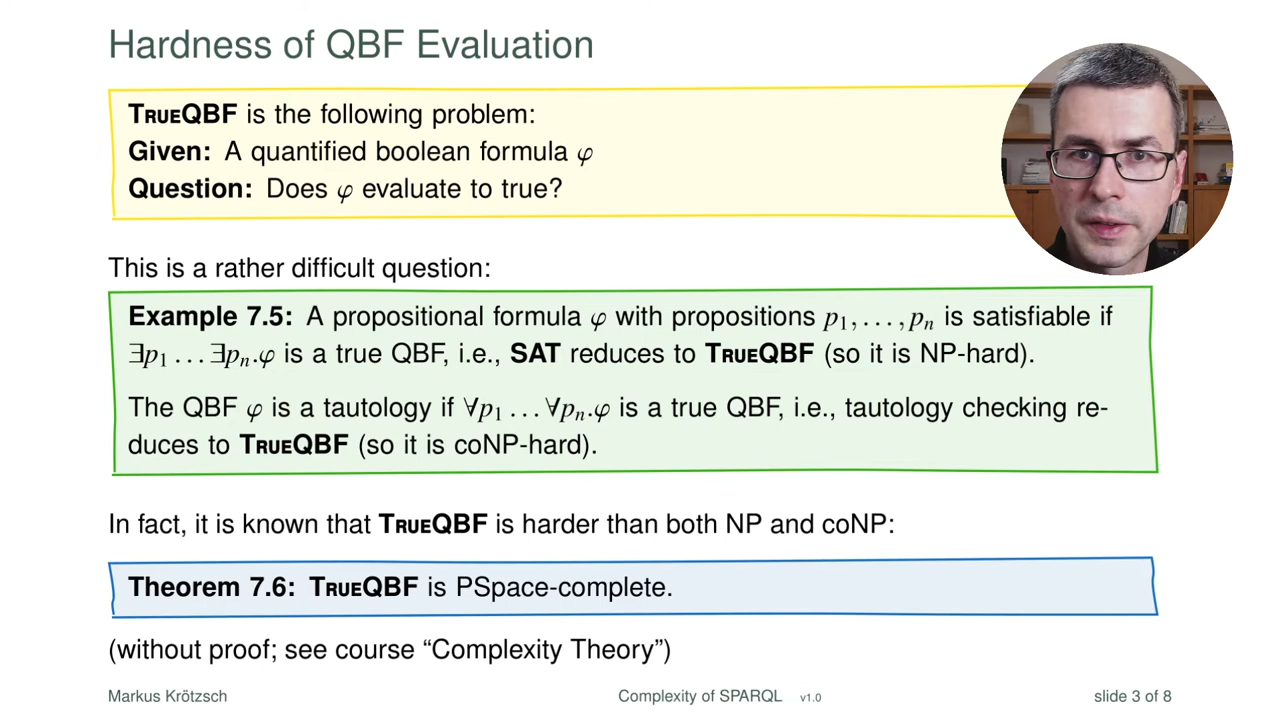 Hardness of QBF Evaluation
TrueQBF is the following problem:
Given: A quantified boolean formula φ
Question: Does φ evaluate to true?
This is a rather difficult question:
Example 7.5: A propositional formula φ with propositions p₁, . . . , pₙ is satisfiable if
∃p₁ . . . ∃pₙ.φ is a true QBF, i.e., SAT reduces to TrueQBF (so it is NP-hard).
The QBF φ is a tautology if ∀p₁ . . . ∀pₙ.φ is a true QBF, i.e., tautology checking re-
duces to TrueQBF (so it is coNP-hard).
In fact, it is known that TrueQBF is harder than both NP and coNP:
Theorem 7.6: TrueQBF is PSpace-complete.
(without proof; see course “Complexity Theory”)
Markus Krötzsch Complexity of SPARQL v1.0 slide 3 of 8